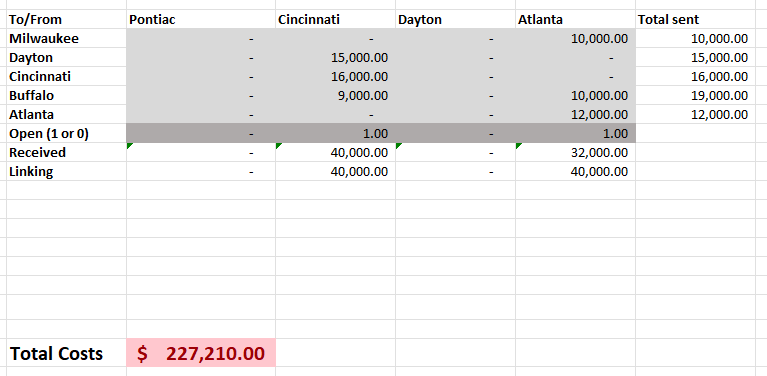 To/From Pontiac Cincinnati Dayton Atlanta Total sent
Milwaukee - - - 10,000.00 10,000.00
Dayton - 15,000.00 - - 15,000.00
Cincinnati - 16,000.00 - - 16,000.00
Buffalo - 9,000.00 - 10,000.00 19,000.00
Atlanta - - - 12,000.00 12,000.00
Open (1 or 0) - 1.00 - 1.00
Received - 40,000.00 - 32,000.00
Linking - 40,000.00 - 40,000.00
Total Costs $ 227,210.00